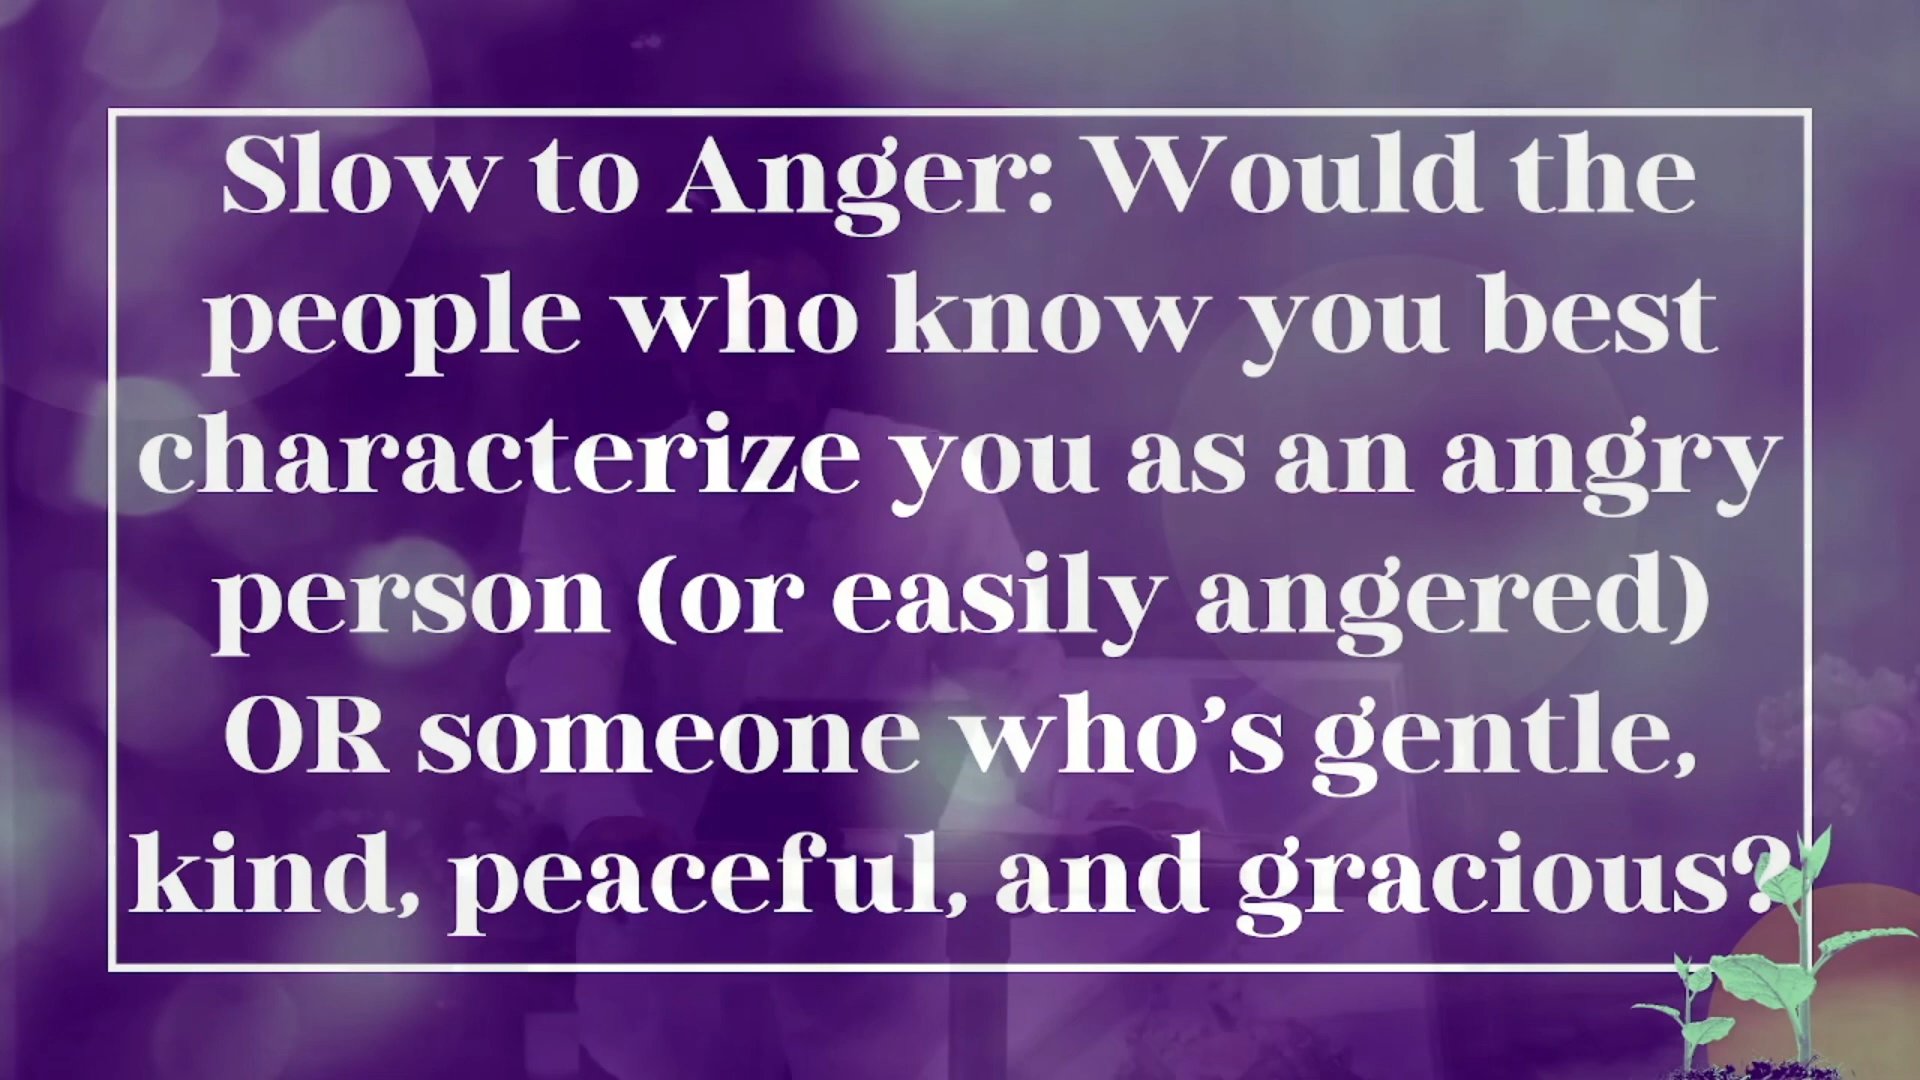 Slow to Anger: Would the
people who know you best
characterize you as an angry
person (or easily angered)
OR someone who's gentle,
kind, peaceful, and gracious?